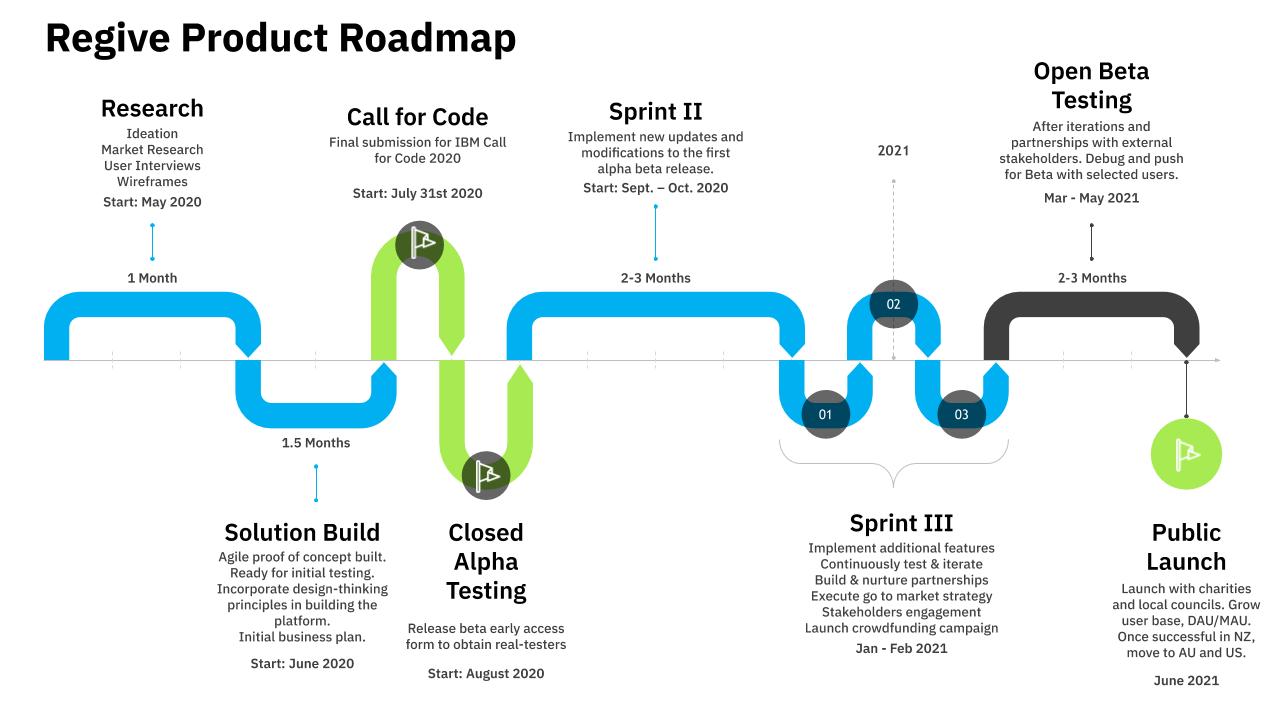 Regive Product Roadmap
Research
Ideation
Market Research
User Interviews
Wireframes
Start: May 2020
1 Month
Call for Code
Final submission for IBM Call
for Code 2020
Start: July 31st 2020
Sprint II
Implement new updates and
modifications to the first
alpha beta release.
Start: Sept. – Oct. 2020
2-3 Months
2021
02
Open Beta
Testing
After iterations and
partnerships with external
stakeholders. Debug and push
for Beta with selected users.
Mar - May 2021
2-3 Months
1.5 Months
Solution Build
Agile proof of concept built.
Ready for initial testing.
Incorporate design-thinking
principles in building the
platform.
Initial business plan.
Start: June 2020
Closed
Alpha
Testing
Release beta early access
form to obtain real-testers
Start: August 2020
01
03
Sprint III
Implement additional features
Continuously test & iterate
Build & nurture partnerships
Execute go to market strategy
Stakeholders engagement
Launch crowdfunding campaign
Jan - Feb 2021
Public
Launch
Launch with charities
and local councils. Grow
user base, DAU/MAU.
Once successful in NZ,
move to AU and US.
June 2021